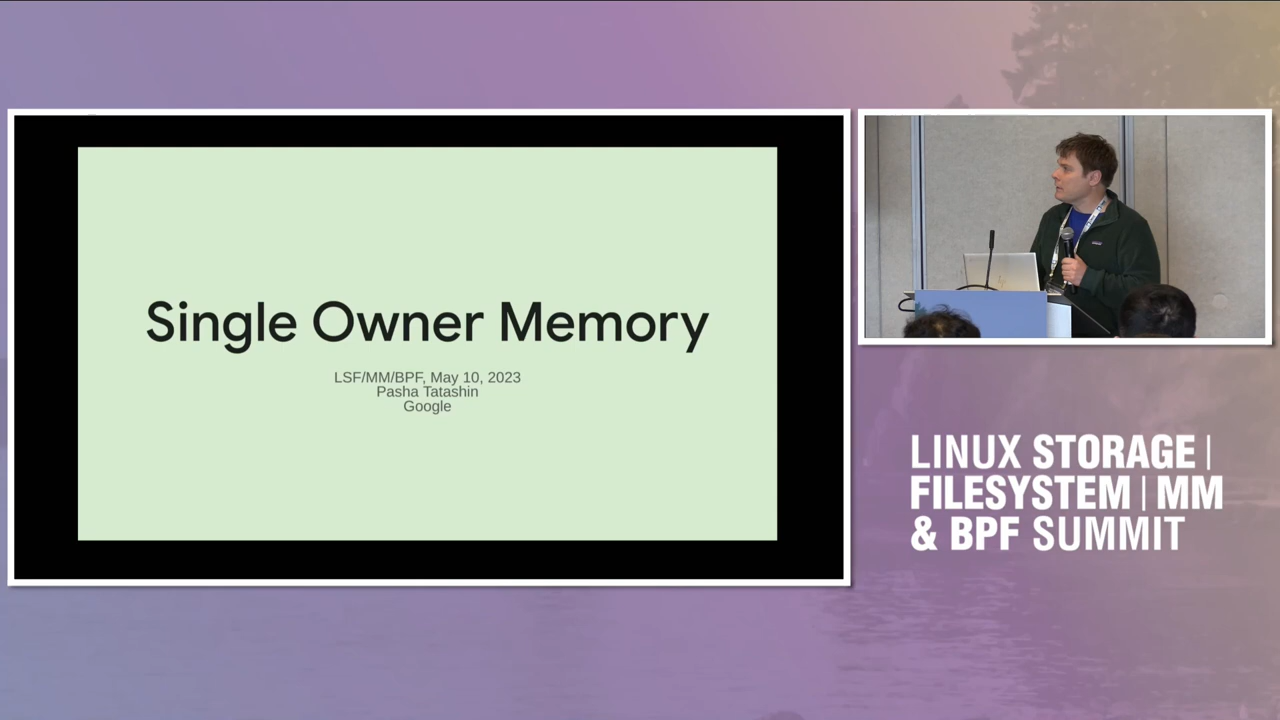 Single Owner Memory
LSF/MM/BPF, May 10, 2023
Pasha Tatashin
Google
LINUX STORAGE |
FILESYSTEM | MM
& BPF SUMMIT